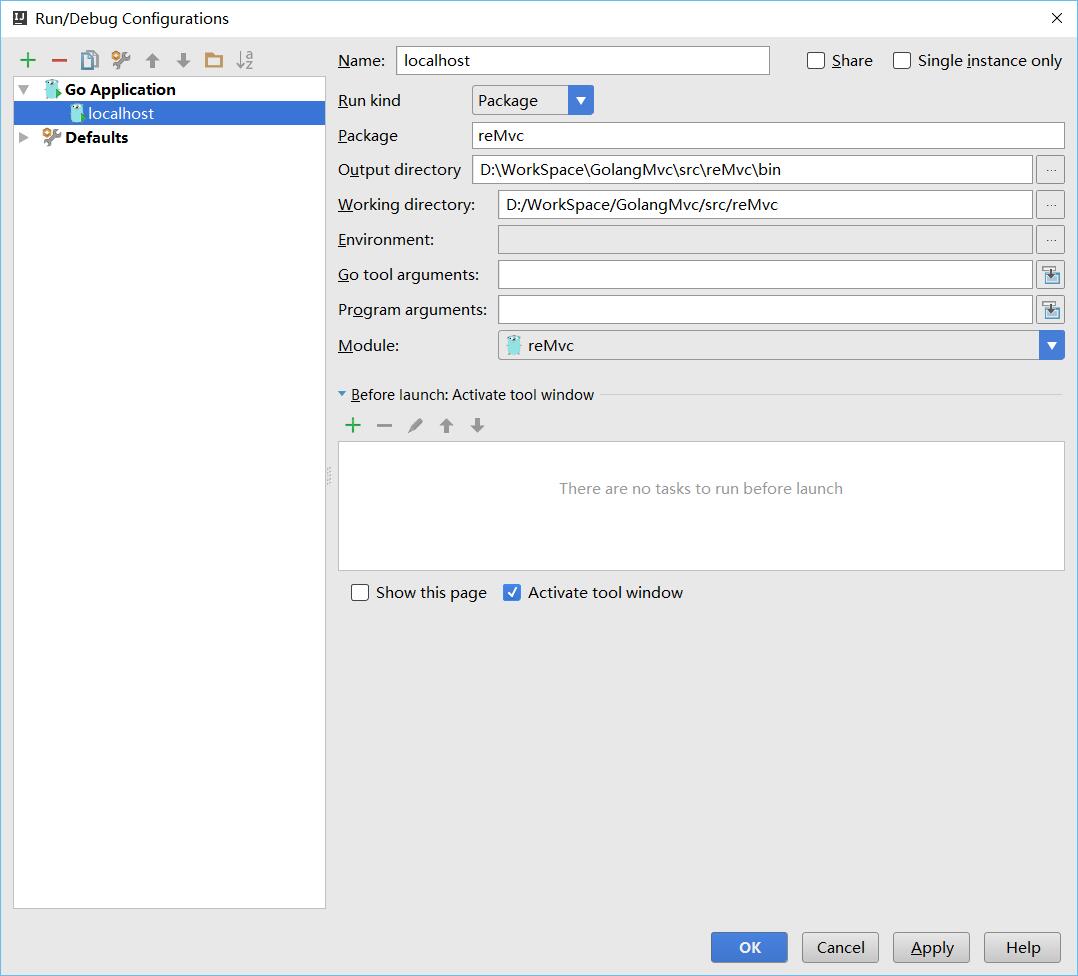 Run/Debug Configurations
Name: localhost Share Single instance only
Go Application
localhost
Defaults
Run kind Package
Package reMvc
Output directory D:\WorkSpace\GolangMvc\src\reMvc\bin ...
Working directory: D:/WorkSpace/GolangMvc/src/reMvc ...
Environment: ...
Go tool arguments:
Program arguments:
Module: reMvc
Before launch: Activate tool window
There are no tasks to run before launch
Show this page Activate tool window
OK Cancel Apply Help